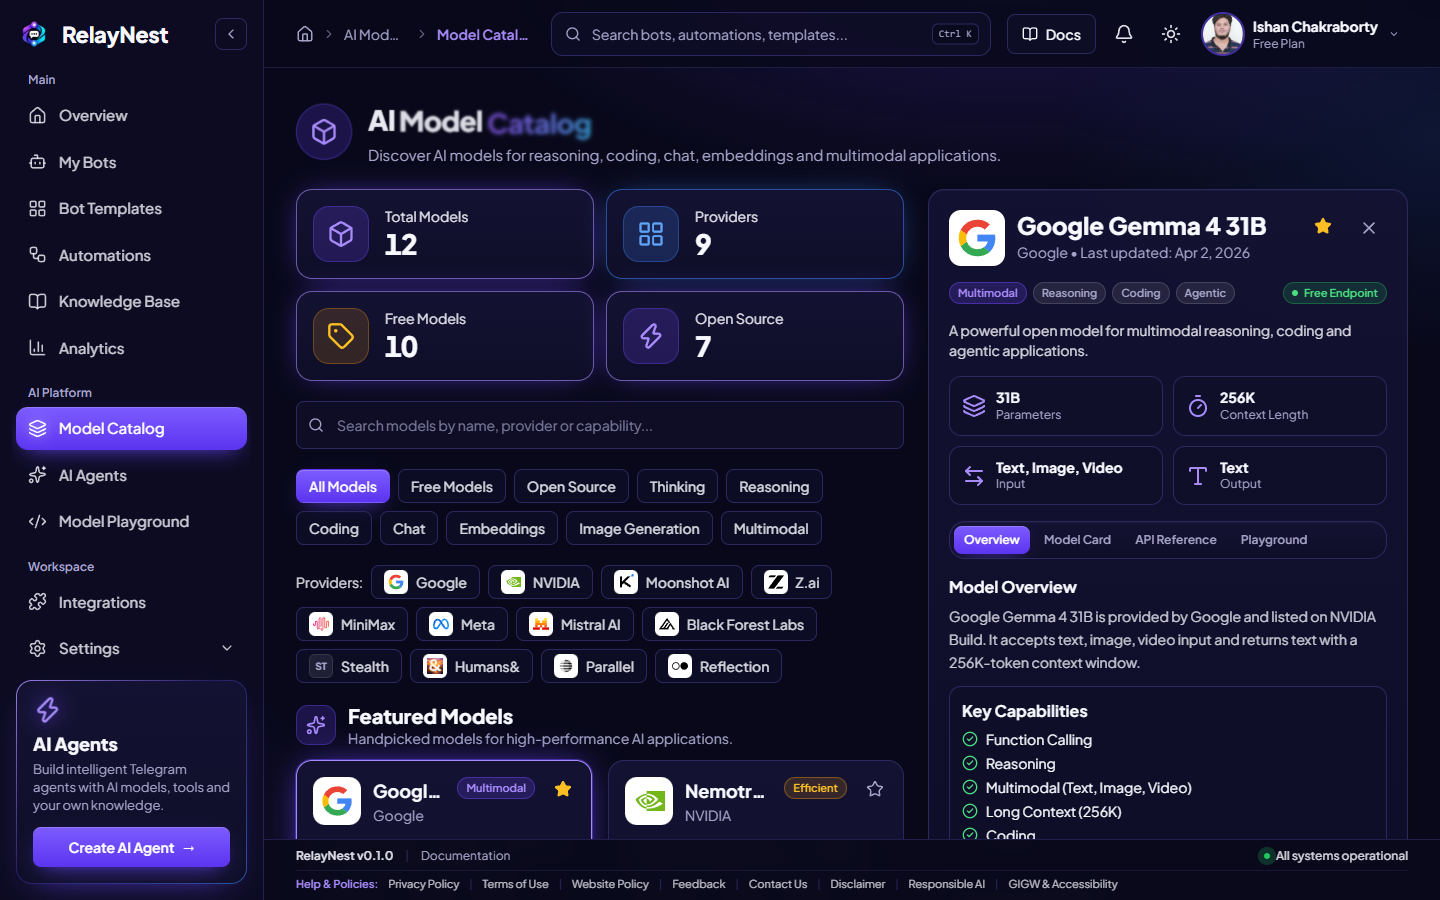 RelayNest
Main
Overview
My Bots
Bot Templates
Automations
Knowledge Base
Analytics
AI Platform
Model Catalog
AI Agents
Model Playground
Workspace
Integrations
Settings
AI Agents
Build intelligent Telegram
agents with AI models, tools and
your own knowledge.
Create AI Agent →
AI Mod...
Model Catal...
Search bots, automations, templates...
Ctrl K
Docs
Ishan Chakraborty
Free Plan
AI Model Catalog
Discover AI models for reasoning, coding, chat, embeddings and multimodal applications.
Total Models
12
Providers
9
Free Models
10
Open Source
7
Search models by name, provider or capability...
All Models
Free Models
Open Source
Thinking
Reasoning
Coding
Chat
Embeddings
Image Generation
Multimodal
Providers:
Google
NVIDIA
Moonshot AI
Z.ai
MiniMax
Meta
Mistral AI
Black Forest Labs
ST
Stealth
Humans&
Parallel
Reflection
Featured Models
Handpicked models for high-performance AI applications.
Googl...
Google
Multimodal
Nemotr...
NVIDIA
Efficient
Google Gemma 4 31B
Google • Last updated: Apr 2, 2026
Multimodal
Reasoning
Coding
Agentic
Free Endpoint
A powerful open model for multimodal reasoning, coding and
agentic applications.
31B
Parameters
256K
Context Length
Text, Image, Video
Input
Text
Output
Overview
Model Card
API Reference
Playground
Model Overview
Google Gemma 4 31B is provided by Google and listed on NVIDIA
Build. It accepts text, image, video input and returns text with a
256K-token context window.
Key Capabilities
Function Calling
Reasoning
Multimodal (Text, Image, Video)
Long Context (256K)
Coding
RelayNest v0.1.0
Documentation
All systems operational
Help & Policies:
Privacy Policy
Terms of Use
Website Policy
Feedback
Contact Us
Disclaimer
Responsible AI
GIGW & Accessibility